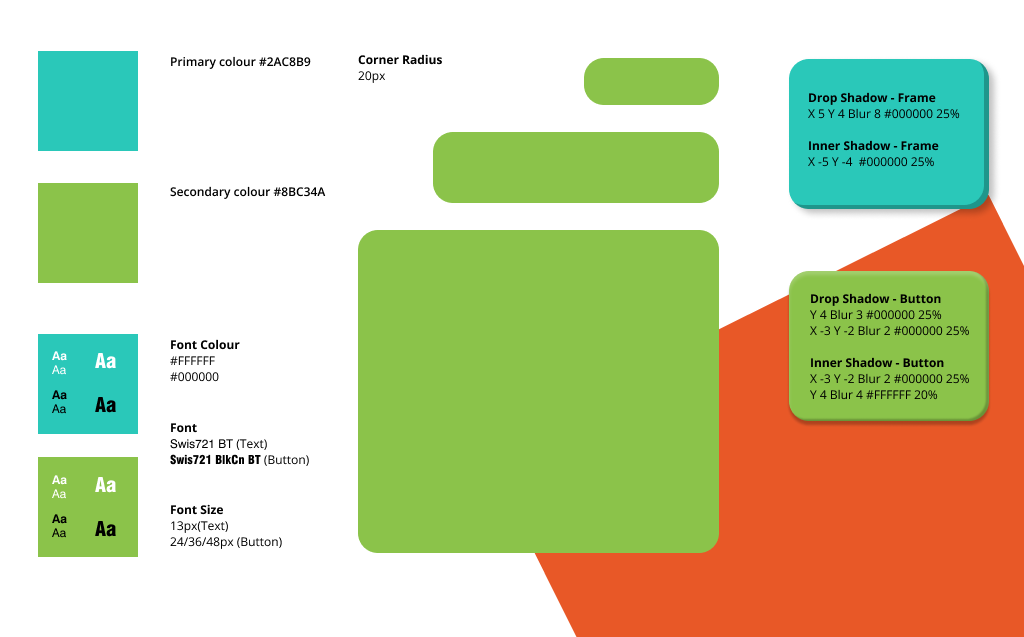 Primary colour #2AC8B9
Secondary colour #8BC34A
Aa Aa
Aa
Aa Aa
Aa
Font Colour
#FFFFFF
#000000
Font
Swis721 BT (Text)
Swis721 BlkCn BT (Button)
Aa Aa
Aa
Aa Aa
Aa
Font Size
13px(Text)
24/36/48px (Button)
Corner Radius
20px
Drop Shadow - Frame
X 5 Y 4 Blur 8 #000000 25%
Inner Shadow - Frame
X -5 Y -4  #000000 25%
Drop Shadow - Button
Y 4 Blur 3 #000000 25%
X -3 Y -2 Blur 2 #000000 25%
Inner Shadow - Button
X -3 Y -2 Blur 2 #000000 25%
Y 4 Blur 4 #FFFFFF 20%